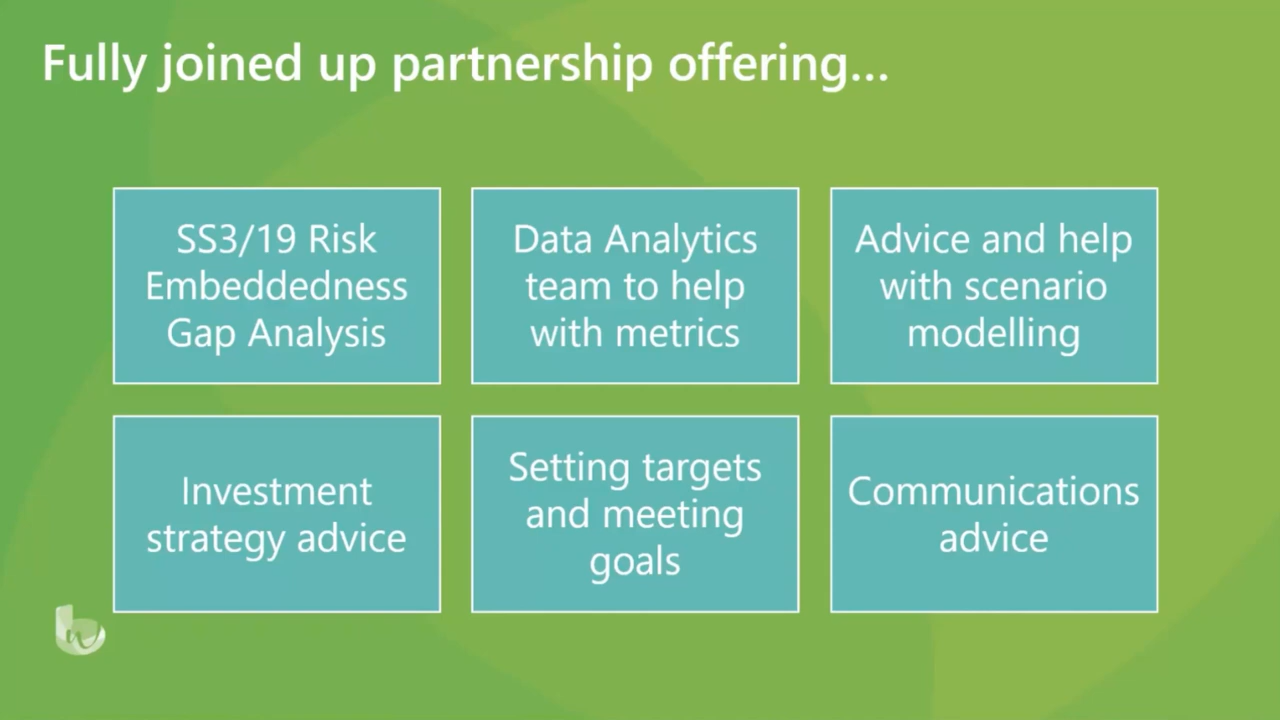 Fully joined up partnership offering...
SS3/19 Risk
Embeddedness
Gap Analysis
Data Analytics
team to help
with metrics
Advice and help
with scenario
modelling
Investment
strategy advice
Setting targets
and meeting
goals
Communications
advice